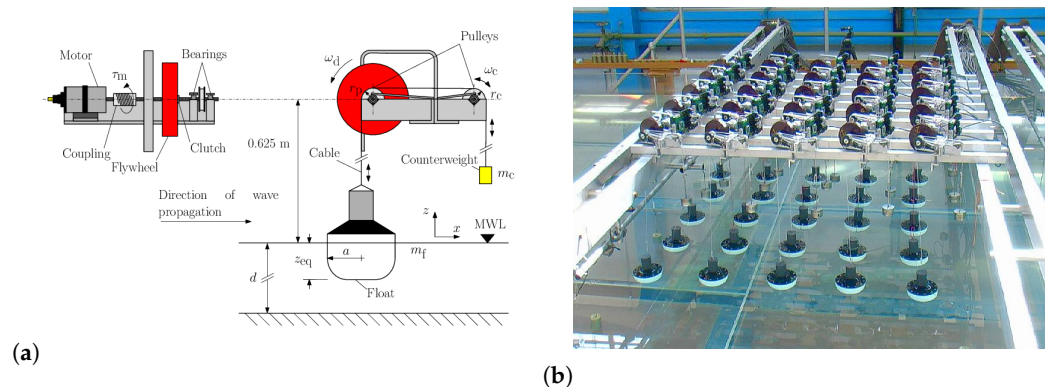 Motor
Bearings
τm
Coupling
Flywheel
Clutch
Pulleys
ωd
ωc
rp
rc
0.625 m
Cable
Counterweight
mc
Direction of wave
propagation
z
x
MWL
zeq
a
mf
d
Float
(a)
(b)